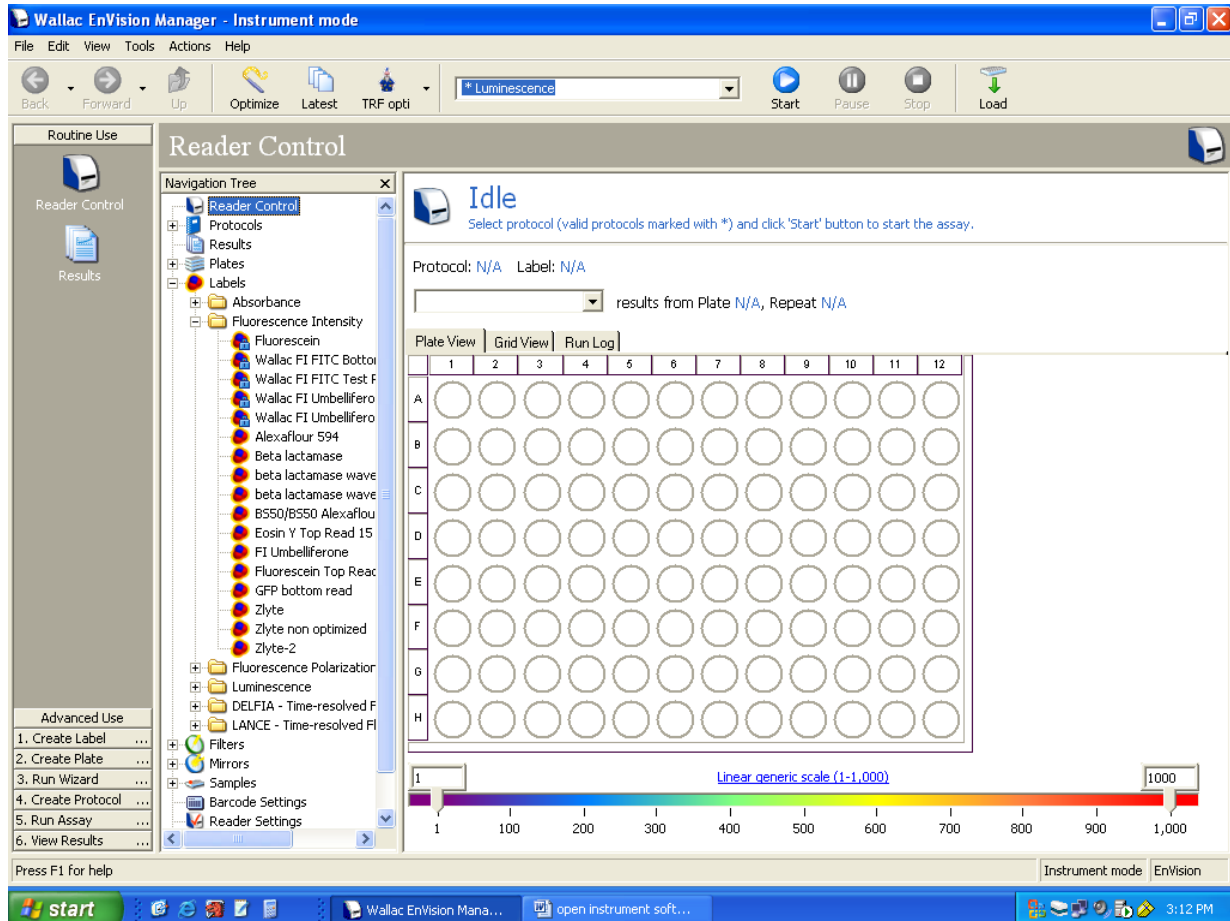 Wallac EnVision Manager - Instrument mode
File Edit View Tools Actions Help
Back Forward Up Optimize Latest TRF opti * Luminescence Start Pause Stop Load
Routine Use
Reader Control
Results
Advanced Use
1. Create Label ...
2. Create Plate ...
3. Run Wizard ...
4. Create Protocol ...
5. Run Assay ...
6. View Results ...
Reader Control
Navigation Tree
Reader Control
Protocols
Results
Plates
Labels
Absorbance
Fluorescence Intensity
Fluorescein
Wallac FI FITC Botto
Wallac FI FITC Test
Wallac FI Umbellifero
Wallac FI Umbellifero
Alexaflour 594
Beta lactamase
beta lactamase wave
beta lactamase wave
BS50/BS50 Alexaflou
Eosin Y Top Read 15
FI Umbelliferone
Fluorescein Top Read
GFP bottom read
Zlyte
Zlyte non optimized
Zlyte-2
Fluorescence Polarization
Luminescence
DELFIA - Time-resolved F
LANCE - Time-resolved Fl
Filters
Mirrors
Samples
Barcode Settings
Reader Settings
Idle
Select protocol (valid protocols marked with *) and click 'Start' button to start the assay.
Protocol: N/A Label: N/A
results from Plate N/A, Repeat N/A
Plate View Grid View Run Log
1 2 3 4 5 6 7 8 9 10 11 12
A
B
C
D
E
F
G
H
1 Linear generic scale (1-1,000) 1000
1 100 200 300 400 500 600 700 800 900 1,000
Press F1 for help Instrument mode EnVision
start Wallac EnVision Mana... open instrument soft... 3:12 PM